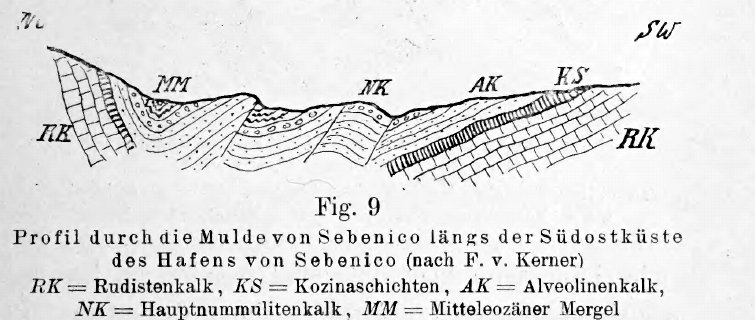 SW
MM NK AK KS
RK RK
Fig. 9
Profil durch die Mulde von Sebenico längs der Südostküste
des Hafens von Sebenico (nach F. v. Kerner)
RK = Rudistenkalk, KS = Kozinaschichten, AK = Alveolinenkalk,
NK = Hauptnummulitenkalk, MM = Mitteleozäner Mergel